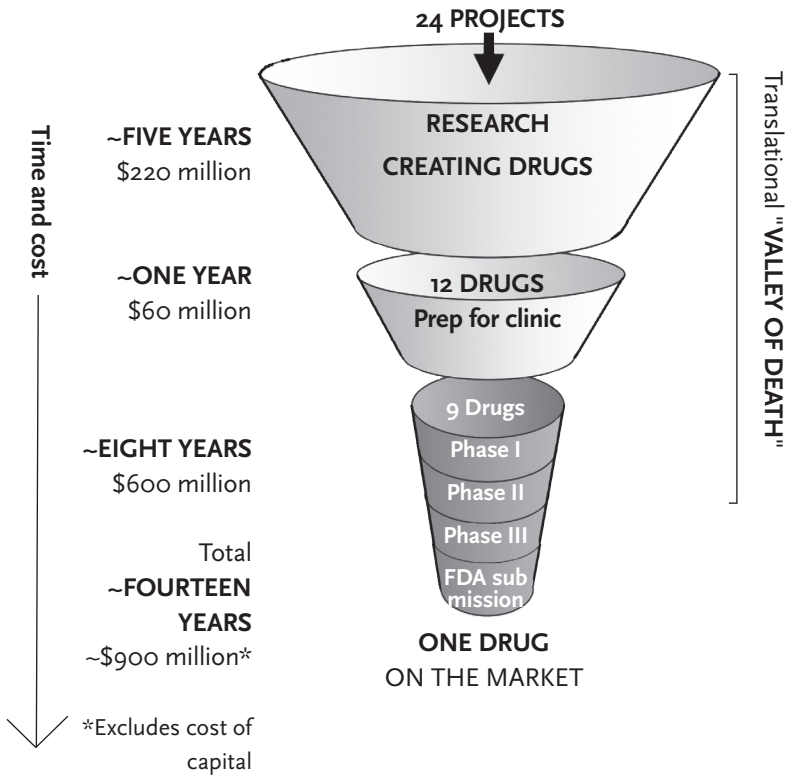 24 PROJECTS
RESEARCH
CREATING DRUGS
12 DRUGS
Prep for clinic
9 Drugs
Phase I
Phase II
Phase III
FDA sub
mission
ONE DRUG
ON THE MARKET
Time and cost
~FIVE YEARS
$220 million
~ONE YEAR
$60 million
~EIGHT YEARS
$600 million
Total
~FOURTEEN
YEARS
~$900 million*
*Excludes cost of
capital
Translational "VALLEY OF DEATH"